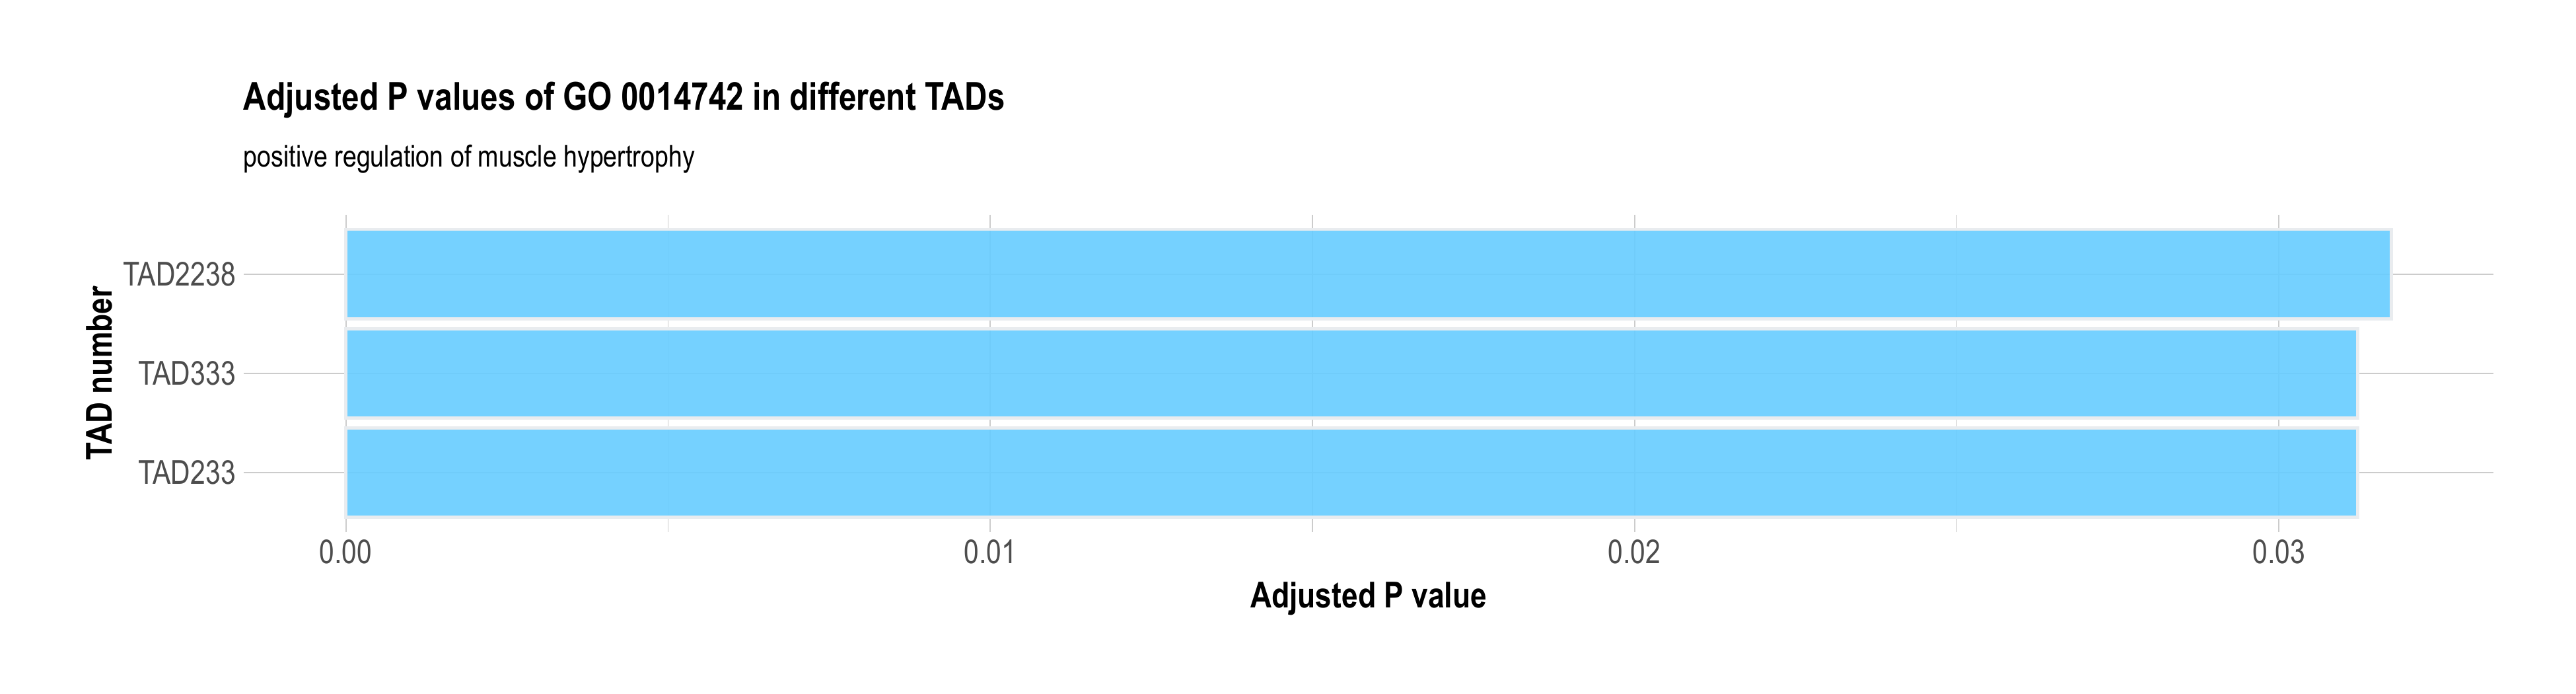 Adjusted P values of GO 0014742 in different TADs
positive regulation of muscle hypertrophy
TAD number
TAD2238
TAD333
TAD233
0.00 0.01 0.02 0.03
Adjusted P value